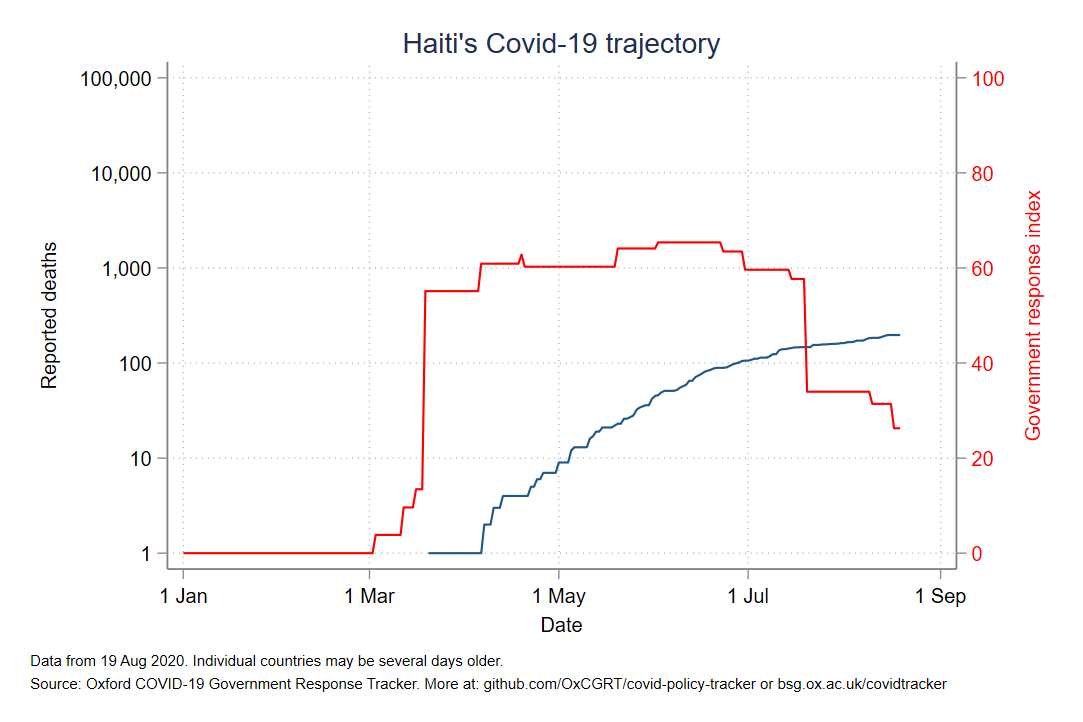 Haiti's Covid-19 trajectory
100,000
10,000
1,000
100
10
1
Reported deaths
100
80
60
40
20
0
Government response index
1 Jan
1 Mar
1 May
1 Jul
1 Sep
Date
Data from 19 Aug 2020. Individual countries may be several days older.
Source: Oxford COVID-19 Government Response Tracker. More at: github.com/OxCGRT/covid-policy-tracker or bsg.ox.ac.uk/covidtracker